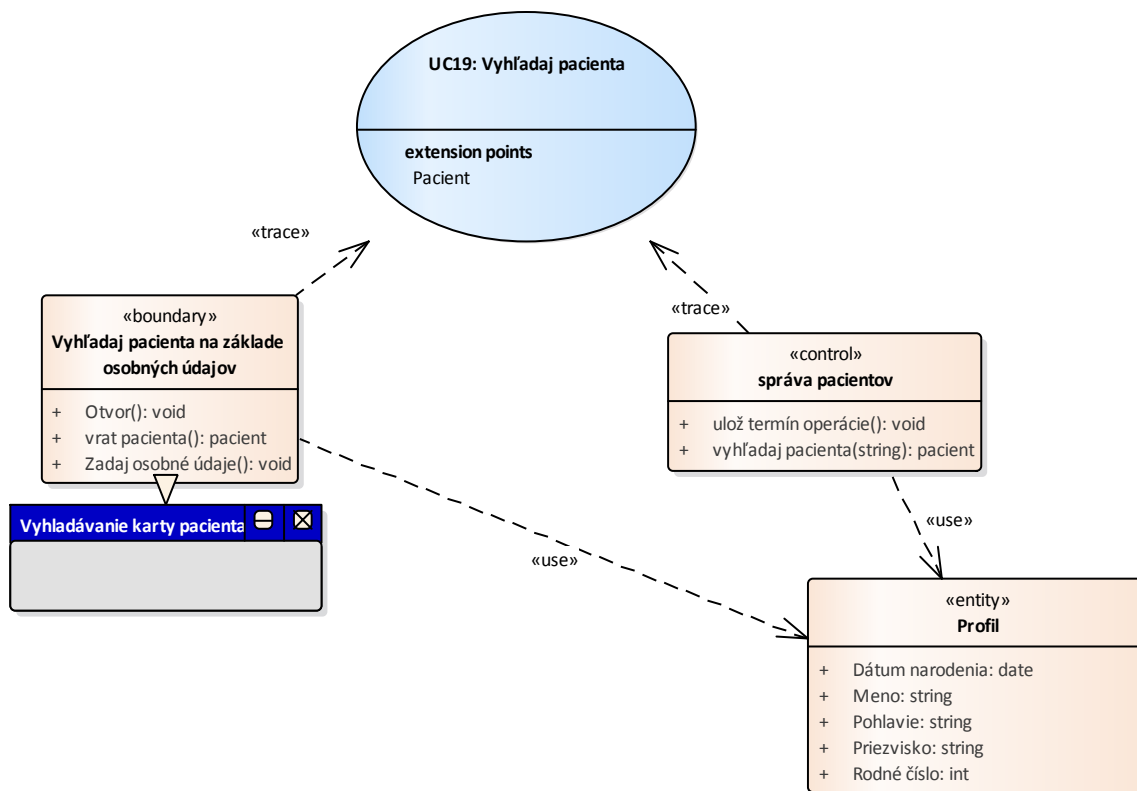 UC19: Vyhľadaj pacienta
extension points
Pacient
«trace»
«trace»
«boundary»
Vyhľadaj pacienta na základe
osobných údajov
+ Otvor(): void
+ vrat pacienta(): pacient
+ Zadaj osobné údaje(): void
«control»
správa pacientov
+ ulož termín operácie(): void
+ vyhľadaj pacienta(string): pacient
Vyhladávanie karty pacienta
«use»
«use»
«entity»
Profil
+ Dátum narodenia: date
+ Meno: string
+ Pohlavie: string
+ Priezvisko: string
+ Rodné číslo: int